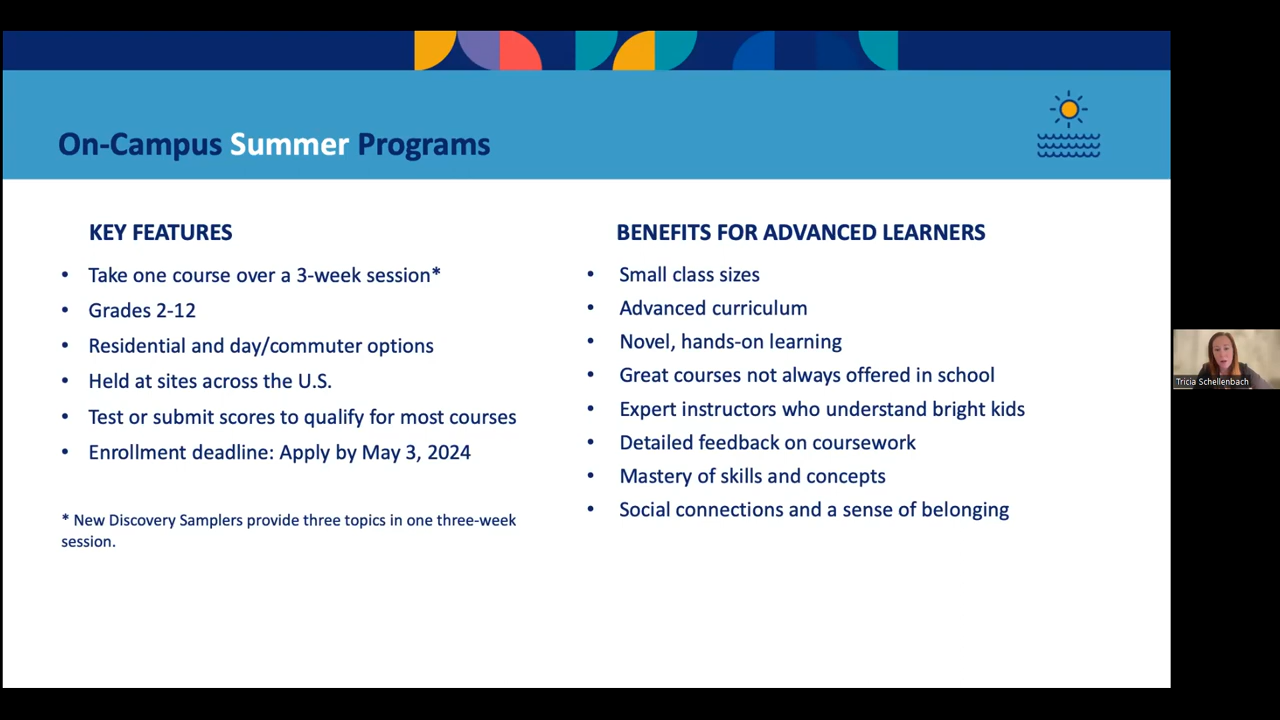 On-Campus Summer Programs
KEY FEATURES
• Take one course over a 3-week session*
• Grades 2-12
• Residential and day/commuter options
• Held at sites across the U.S.
• Test or submit scores to qualify for most courses
• Enrollment deadline: Apply by May 3, 2024
* New Discovery Samplers provide three topics in one three-week
session.
BENEFITS FOR ADVANCED LEARNERS
• Small class sizes
• Advanced curriculum
• Novel, hands-on learning
• Great courses not always offered in school
• Expert instructors who understand bright kids
• Detailed feedback on coursework
• Mastery of skills and concepts
• Social connections and a sense of belonging
Tricia Schellenbach